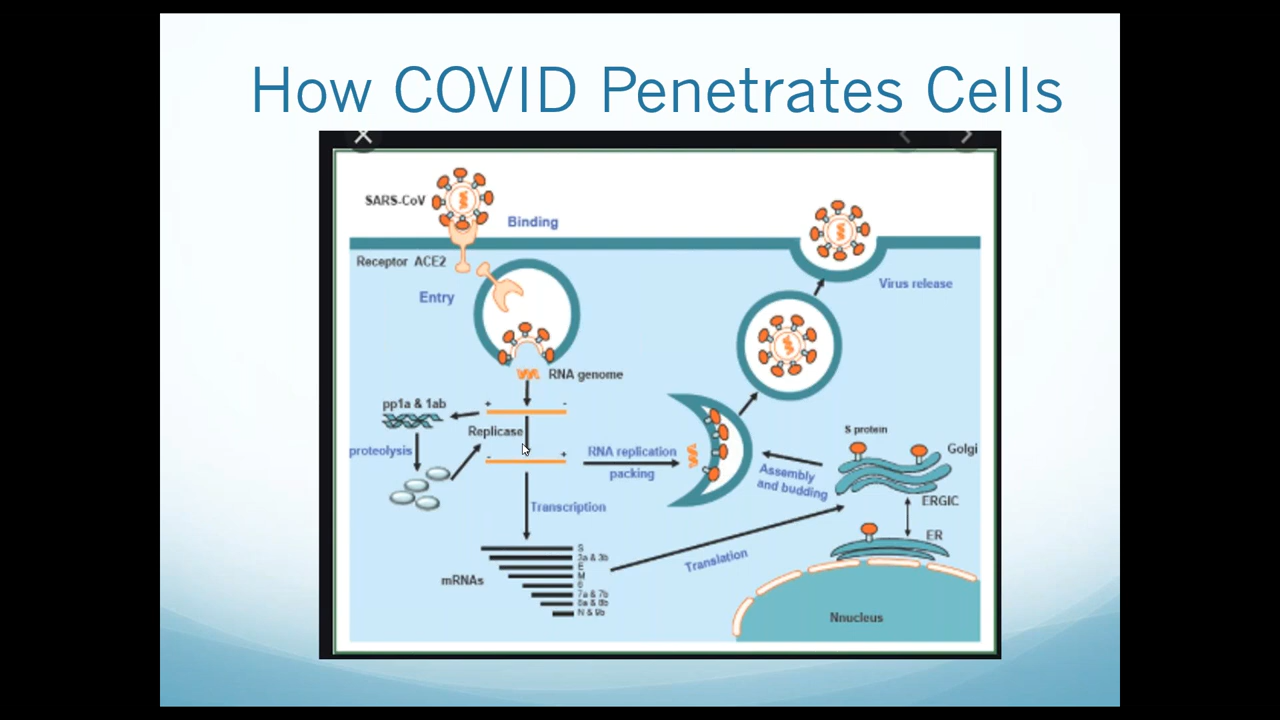 How COVID Penetrates Cells
SARS-CoV
Binding
Receptor ACE2
Entry
Virus release
RNA genome
pp1a & 1ab
+ -
Replicase
proteolysis
- +
RNA replication
packing
S protein
Golgi
Assembly
and budding
ERGIC
Transcription
ER
Translation
mRNAs
S
3a & 3b
E
M
6
7a & 7b
8a & 8b
N & 9b
Nnucleus